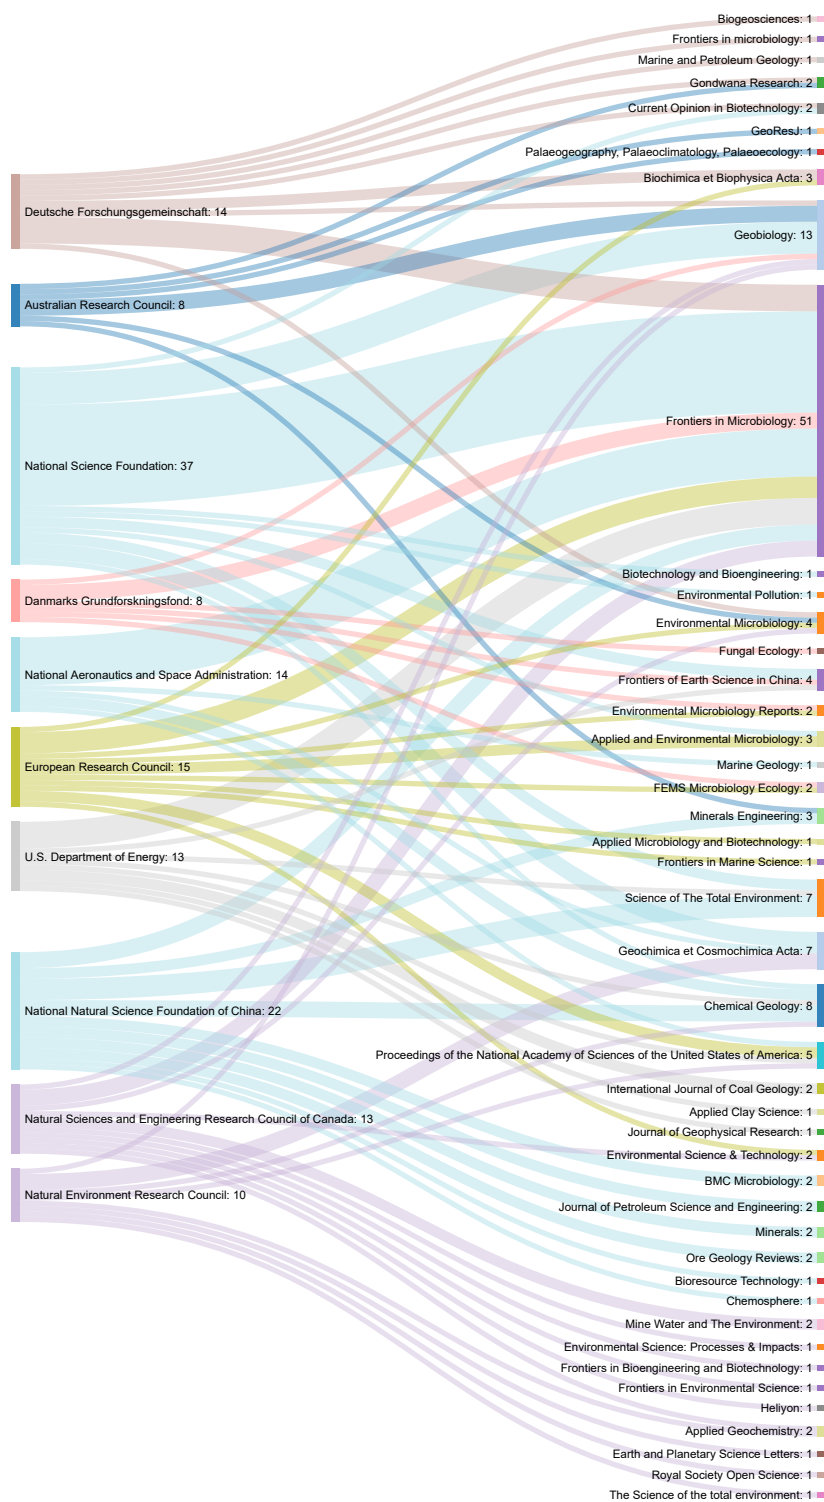 Deutsche Forschungsgemeinschaft: 14
Australian Research Council: 8
National Science Foundation: 37
Danmarks Grundforskningsfond: 8
National Aeronautics and Space Administration: 14
European Research Council: 15
U.S. Department of Energy: 13
National Natural Science Foundation of China: 22
Natural Sciences and Engineering Research Council of Canada: 13
Natural Environment Research Council: 10
Biogeosciences: 1
Frontiers in microbiology: 1
Marine and Petroleum Geology: 1
Gondwana Research: 2
Current Opinion in Biotechnology: 2
GeoResJ: 1
Palaeogeography, Palaeoclimatology, Palaeoecology: 1
Biochimica et Biophysica Acta: 3
Geobiology: 13
Frontiers in Microbiology: 51
Biotechnology and Bioengineering: 1
Environmental Pollution: 1
Environmental Microbiology: 4
Fungal Ecology: 1
Frontiers of Earth Science in China: 4
Environmental Microbiology Reports: 2
Applied and Environmental Microbiology: 3
Marine Geology: 1
FEMS Microbiology Ecology: 2
Minerals Engineering: 3
Applied Microbiology and Biotechnology: 1
Frontiers in Marine Science: 1
Science of The Total Environment: 7
Geochimica et Cosmochimica Acta: 7
Chemical Geology: 8
Proceedings of the National Academy of Sciences of the United States of America: 5
International Journal of Coal Geology: 2
Applied Clay Science: 1
Journal of Geophysical Research: 1
Environmental Science & Technology: 2
BMC Microbiology: 2
Journal of Petroleum Science and Engineering: 2
Minerals: 2
Ore Geology Reviews: 2
Bioresource Technology: 1
Chemosphere: 1
Mine Water and The Environment: 2
Environmental Science: Processes & Impacts: 1
Frontiers in Bioengineering and Biotechnology: 1
Frontiers in Environmental Science: 1
Heliyon: 1
Applied Geochemistry: 2
Earth and Planetary Science Letters: 1
Royal Society Open Science: 1
The Science of the total environment: 1